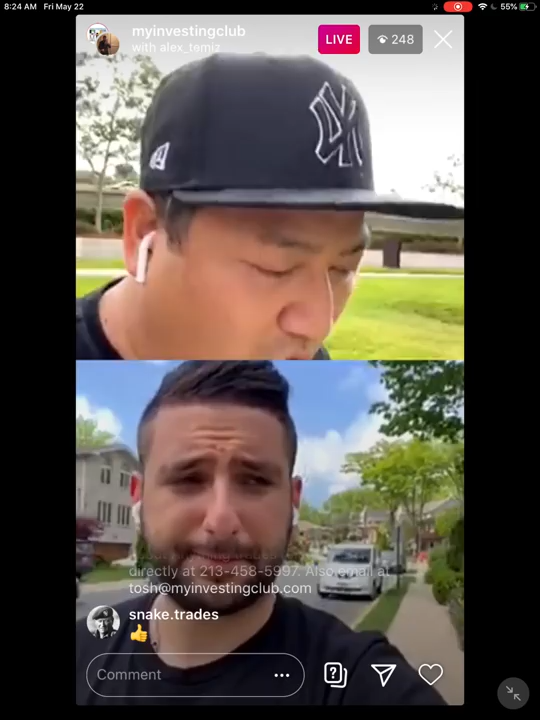 8:24 AM Fri May 22
55%
myinvestingclub
with alex_temiz
LIVE
248
NY
directly at 213-458-5997. Also email at
tosh@myinvestingclub.com
snake.trades
👍
Comment